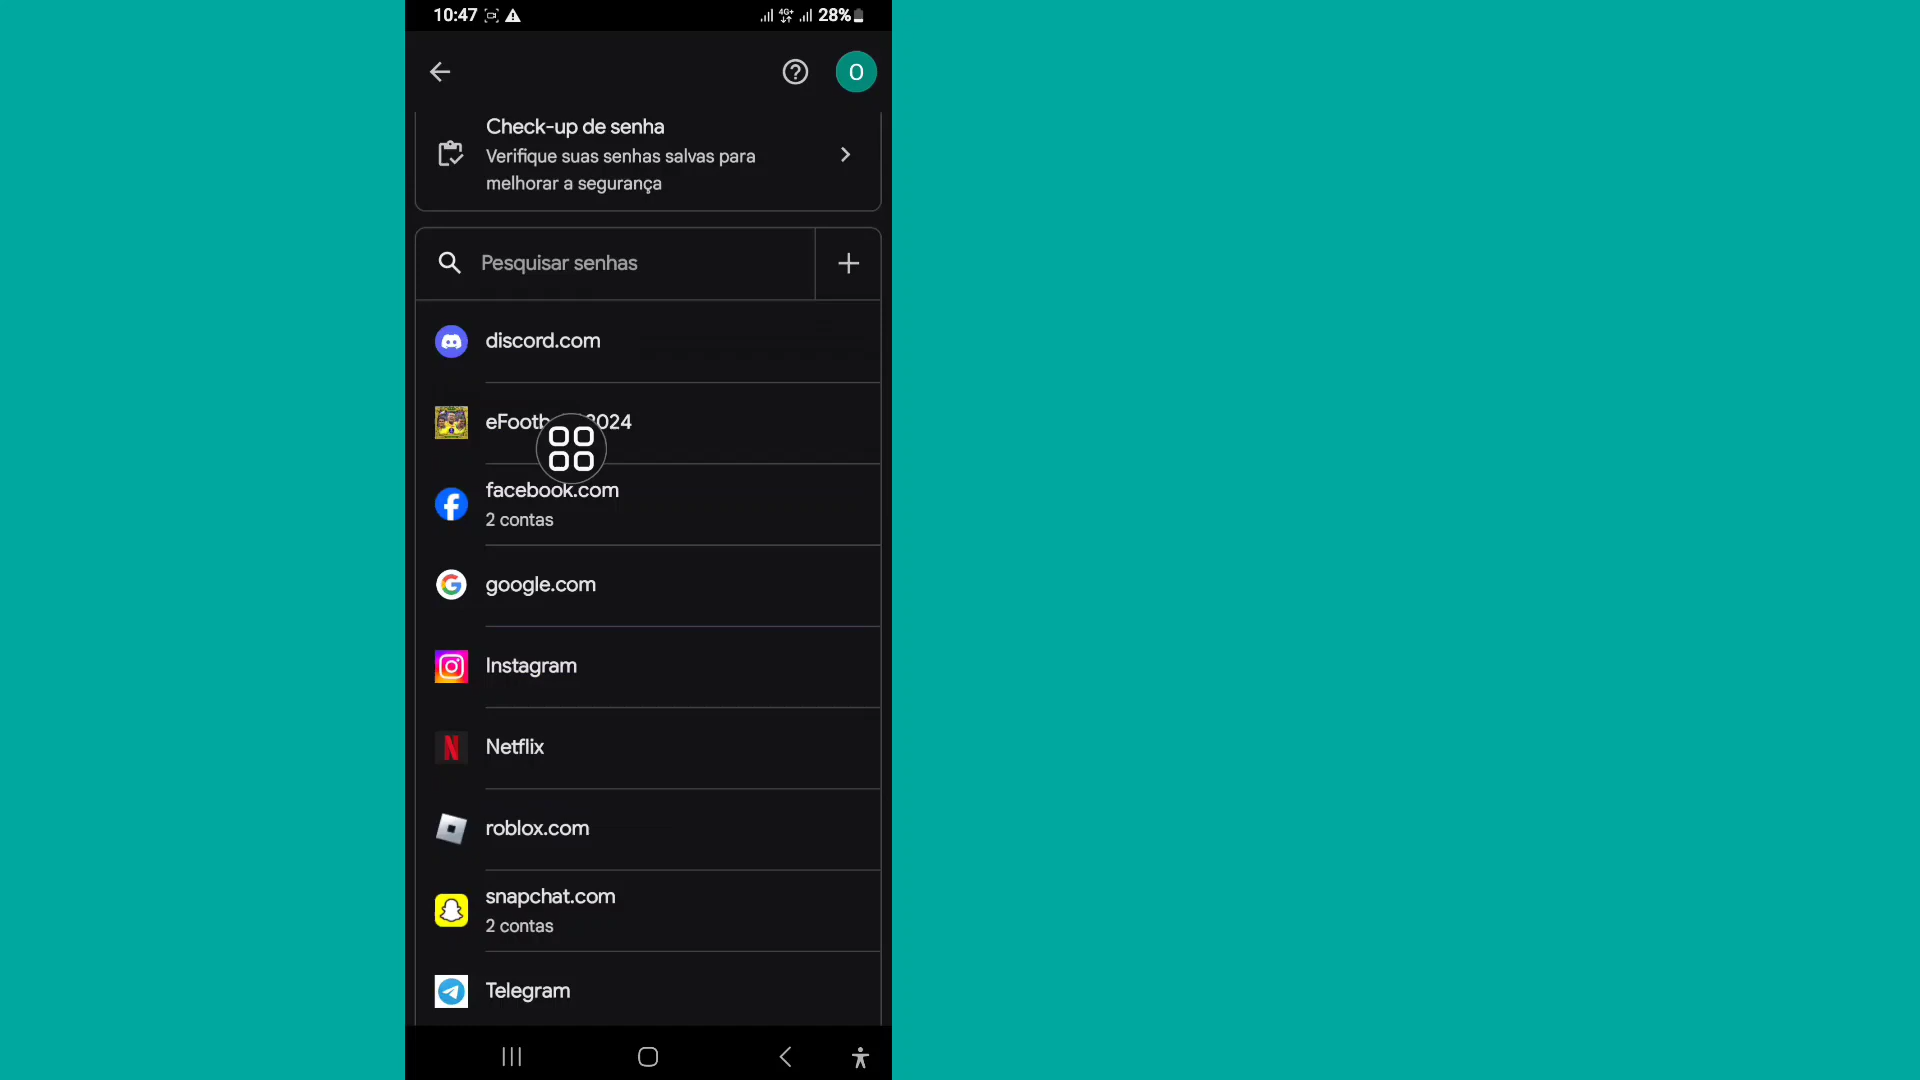 10:47
4G+
28%
O
Check-up de senha
Verifique suas senhas salvas para
melhorar a segurança
Pesquisar senhas
discord.com
eFootb 2024
facebook.com
2 contas
google.com
Instagram
Netflix
roblox.com
snapchat.com
2 contas
Telegram